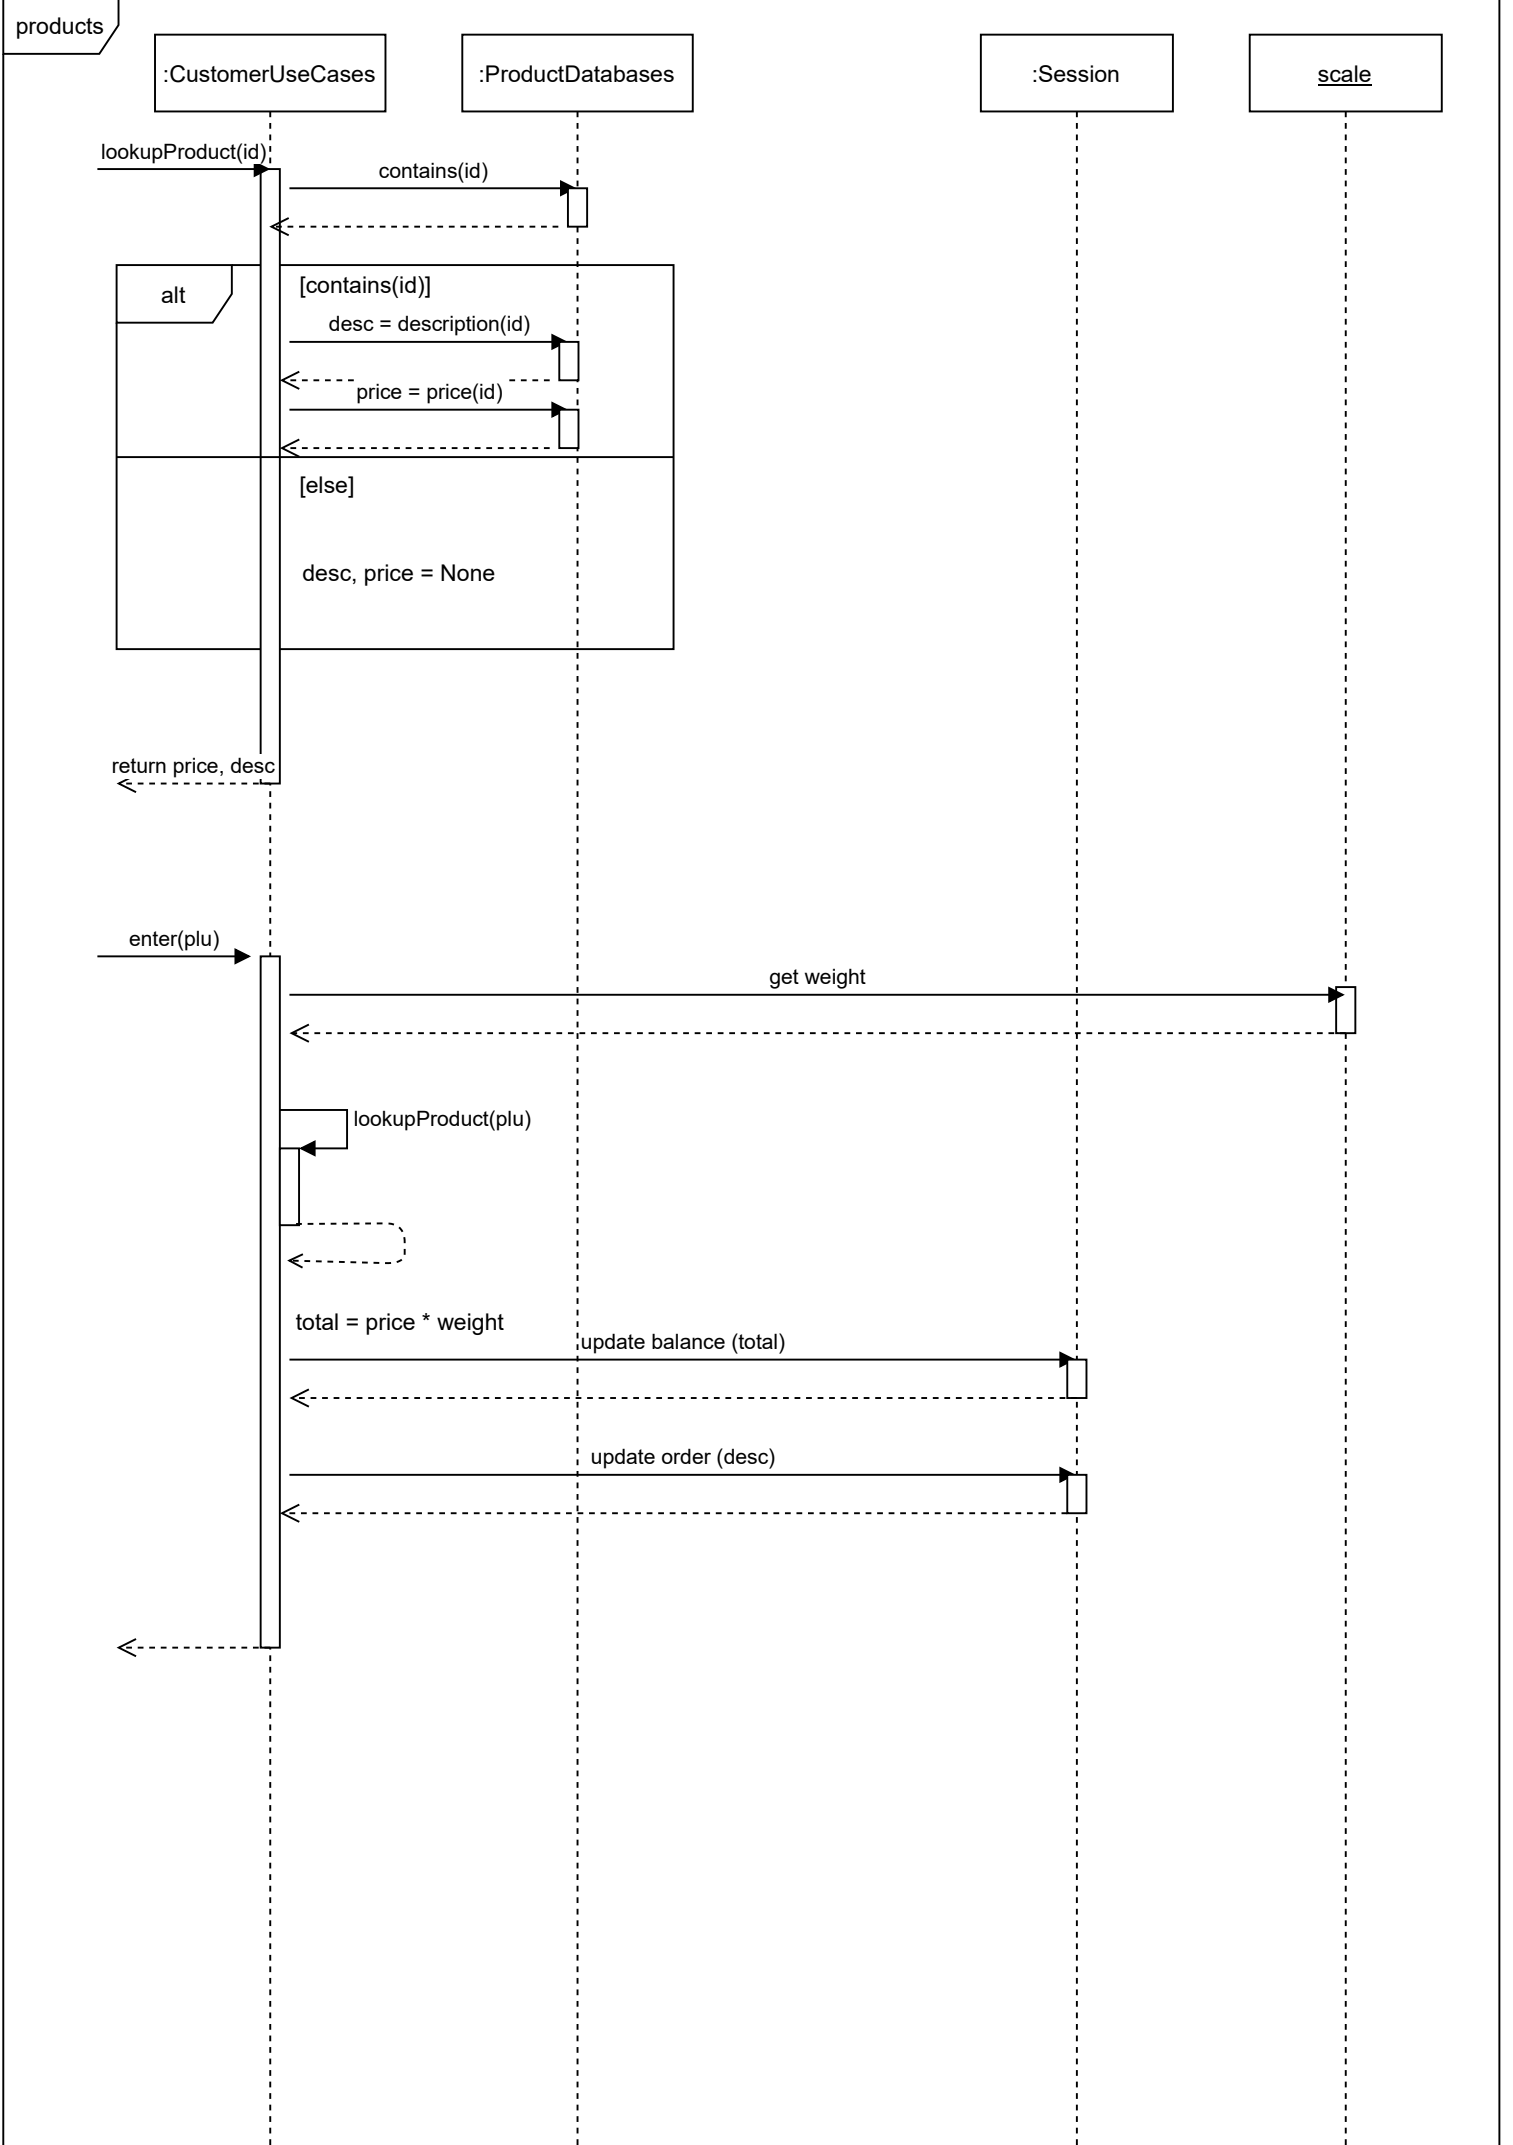 products
:CustomerUseCases
:ProductDatabases
:Session
scale
lookupProduct(id)
contains(id)
alt
[contains(id)]
desc = description(id)
price = price(id)
[else]
desc, price = None
return price, desc
enter(plu)
get weight
lookupProduct(plu)
total = price * weight
update balance (total)
update order (desc)